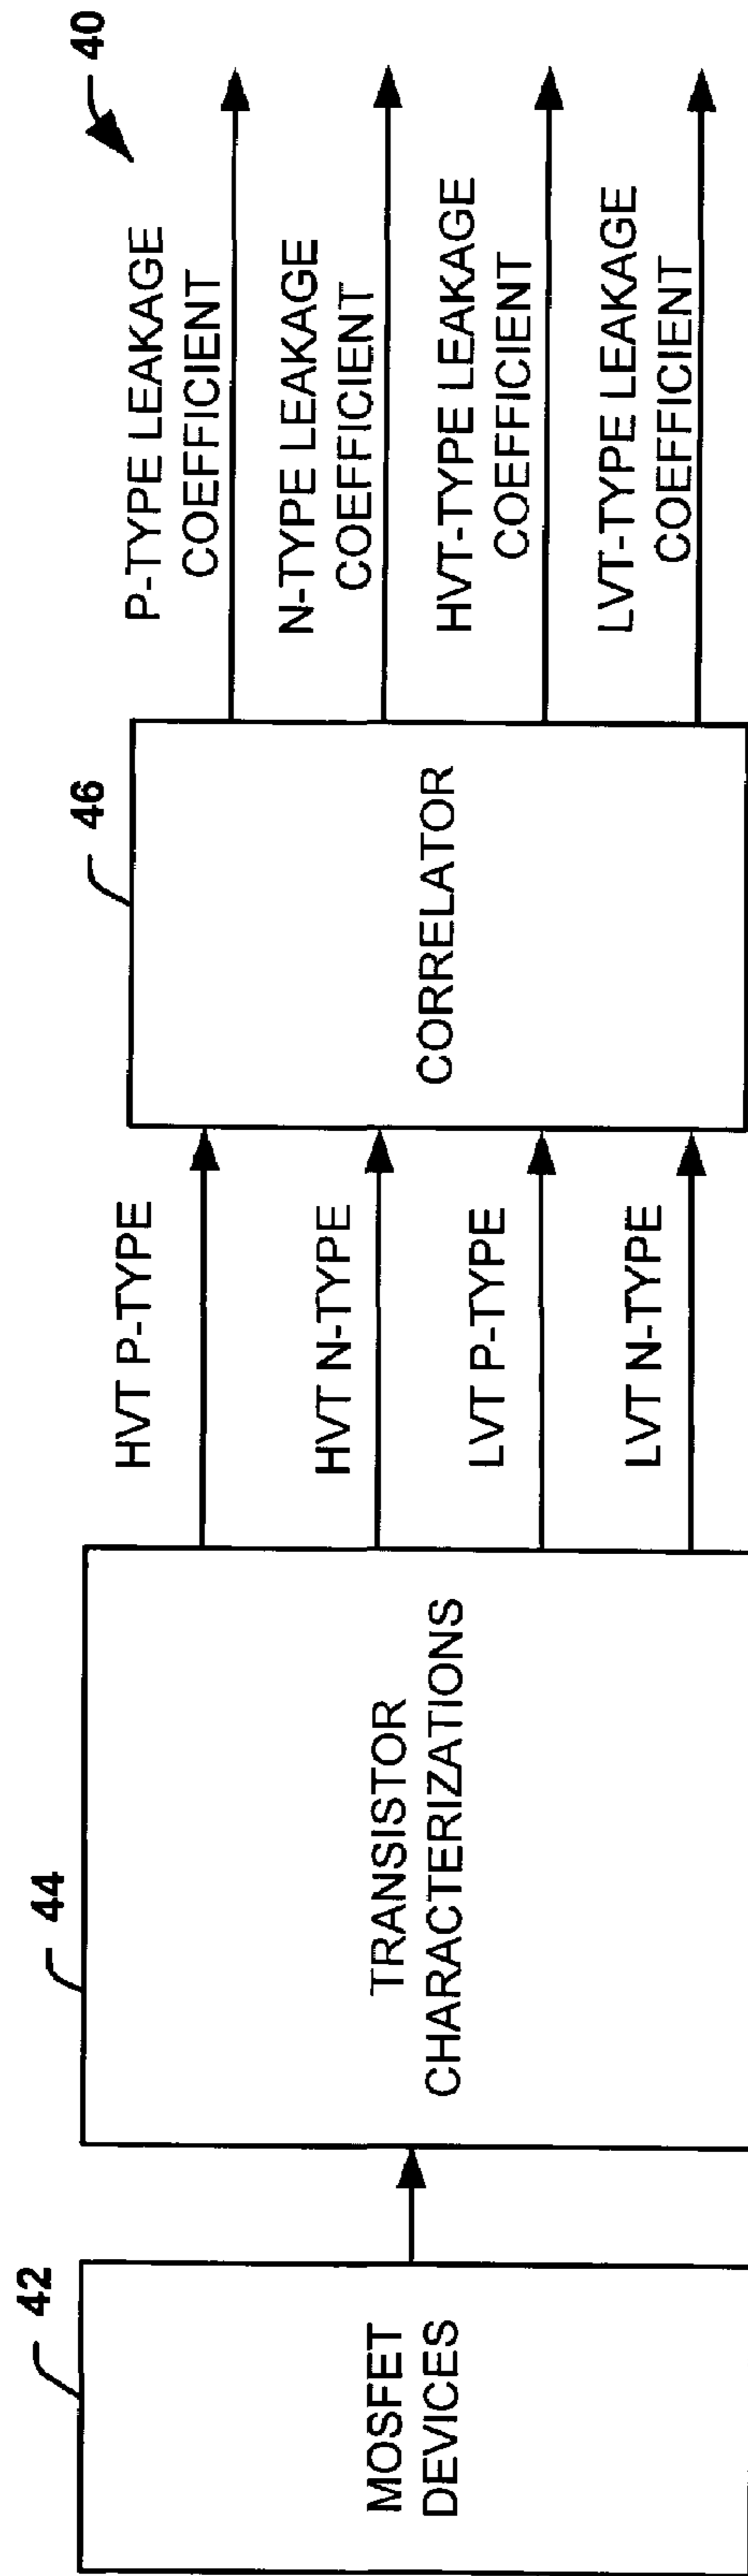 40
42
MOSFET
DEVICES
44
TRANSISTOR
CHARACTERIZATIONS
HVT P-TYPE
HVT N-TYPE
LVT P-TYPE
LVT N-TYPE
46
CORRELATOR
P-TYPE LEAKAGE
COEFFICIENT
N-TYPE LEAKAGE
COEFFICIENT
HVT-TYPE LEAKAGE
COEFFICIENT
LVT-TYPE LEAKAGE
COEFFICIENT